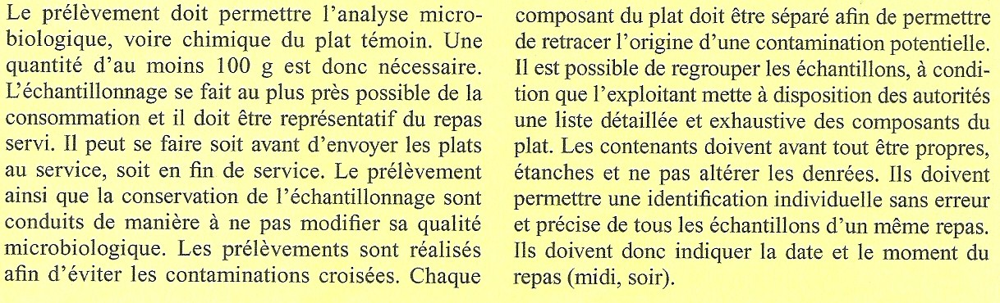 Le prélèvement doit permettre l'analyse micro-
biologique, voire chimique du plat témoin. Une
quantité d'au moins 100 g est donc nécessaire.
L'échantillonnage se fait au plus près possible de la
consommation et il doit être représentatif du repas
servi. Il peut se faire soit avant d'envoyer les plats
au service, soit en fin de service. Le prélèvement
ainsi que la conservation de l'échantillonnage sont
conduits de manière à ne pas modifier sa qualité
microbiologique. Les prélèvements sont réalisés
afin d'éviter les contaminations croisées. Chaque
composant du plat doit être séparé afin de permettre
de retracer l'origine d'une contamination potentielle.
Il est possible de regrouper les échantillons, à condi-
tion que l'exploitant mette à disposition des autorités
une liste détaillée et exhaustive des composants du
plat. Les contenants doivent avant tout être propres,
étanches et ne pas altérer les denrées. Ils doivent
permettre une identification individuelle sans erreur
et précise de tous les échantillons d'un même repas.
Ils doivent donc indiquer la date et le moment du
repas (midi, soir).